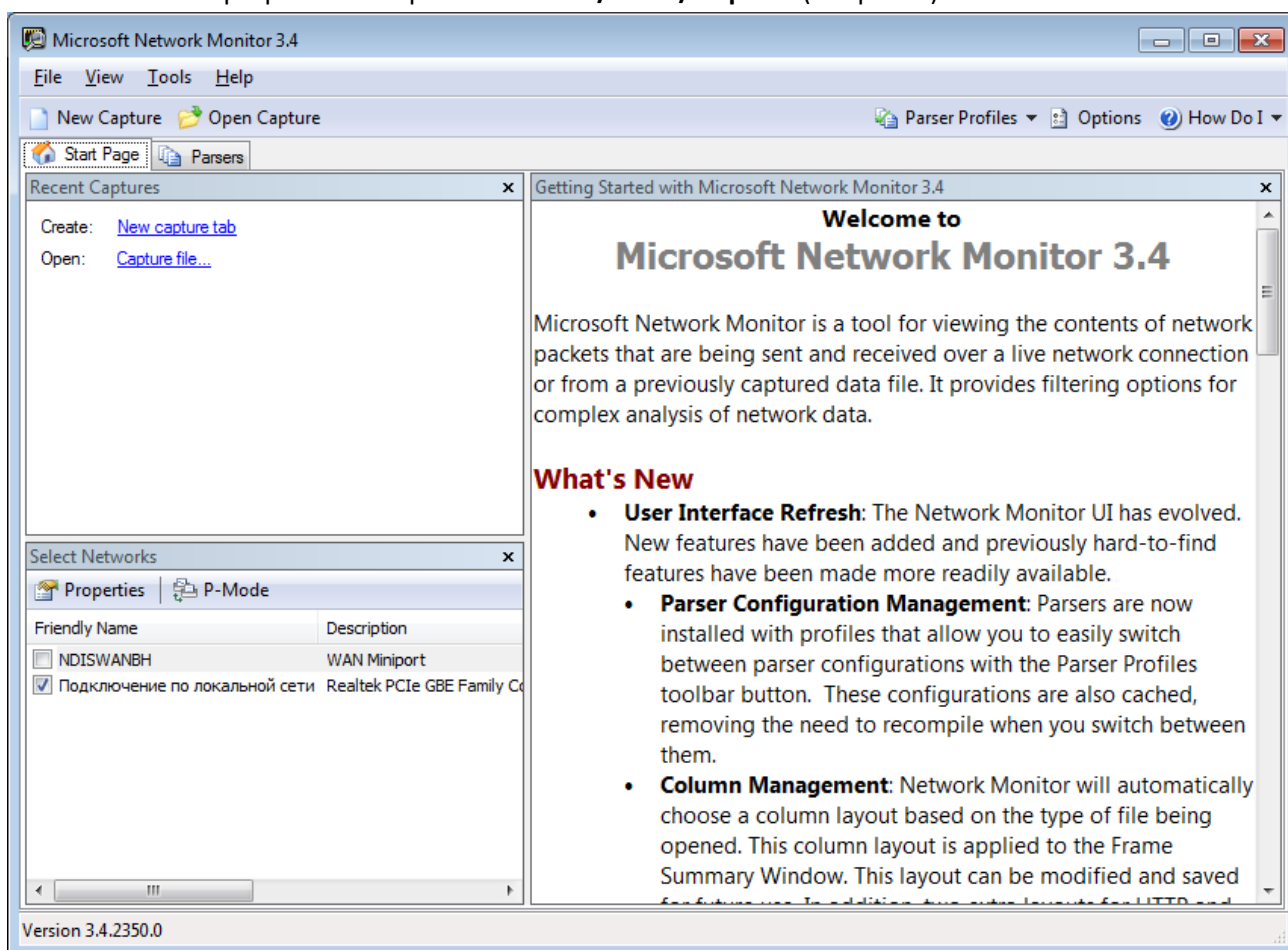 Microsoft Network Monitor 3.4
File View Tools Help
New Capture Open Capture Parser Profiles Options How Do I
Start Page Parsers
Recent Captures
Create: New capture tab
Open: Capture file...
Select Networks
Properties P-Mode
Friendly Name Description
NDISWANBH WAN Miniport
Подключение по локальной сети Realtek PCIe GBE Family
Getting Started with Microsoft Network Monitor 3.4
Welcome to
Microsoft Network Monitor 3.4
Microsoft Network Monitor is a tool for viewing the contents of network
packets that are being sent and received over a live network connection
or from a previously captured data file. It provides filtering options for
complex analysis of network data.
What's New
• User Interface Refresh: The Network Monitor UI has evolved.
New features have been added and previously hard-to-find
features have been made more readily available.
• Parser Configuration Management: Parsers are now
installed with profiles that allow you to easily switch
between parser configurations with the Parser Profiles
toolbar button. These configurations are also cached,
removing the need to recompile when you switch between
them.
• Column Management: Network Monitor will automatically
choose a column layout based on the type of file being
opened. This column layout is applied to the Frame
Summary Window. This layout can be modified and saved
Version 3.4.2350.0